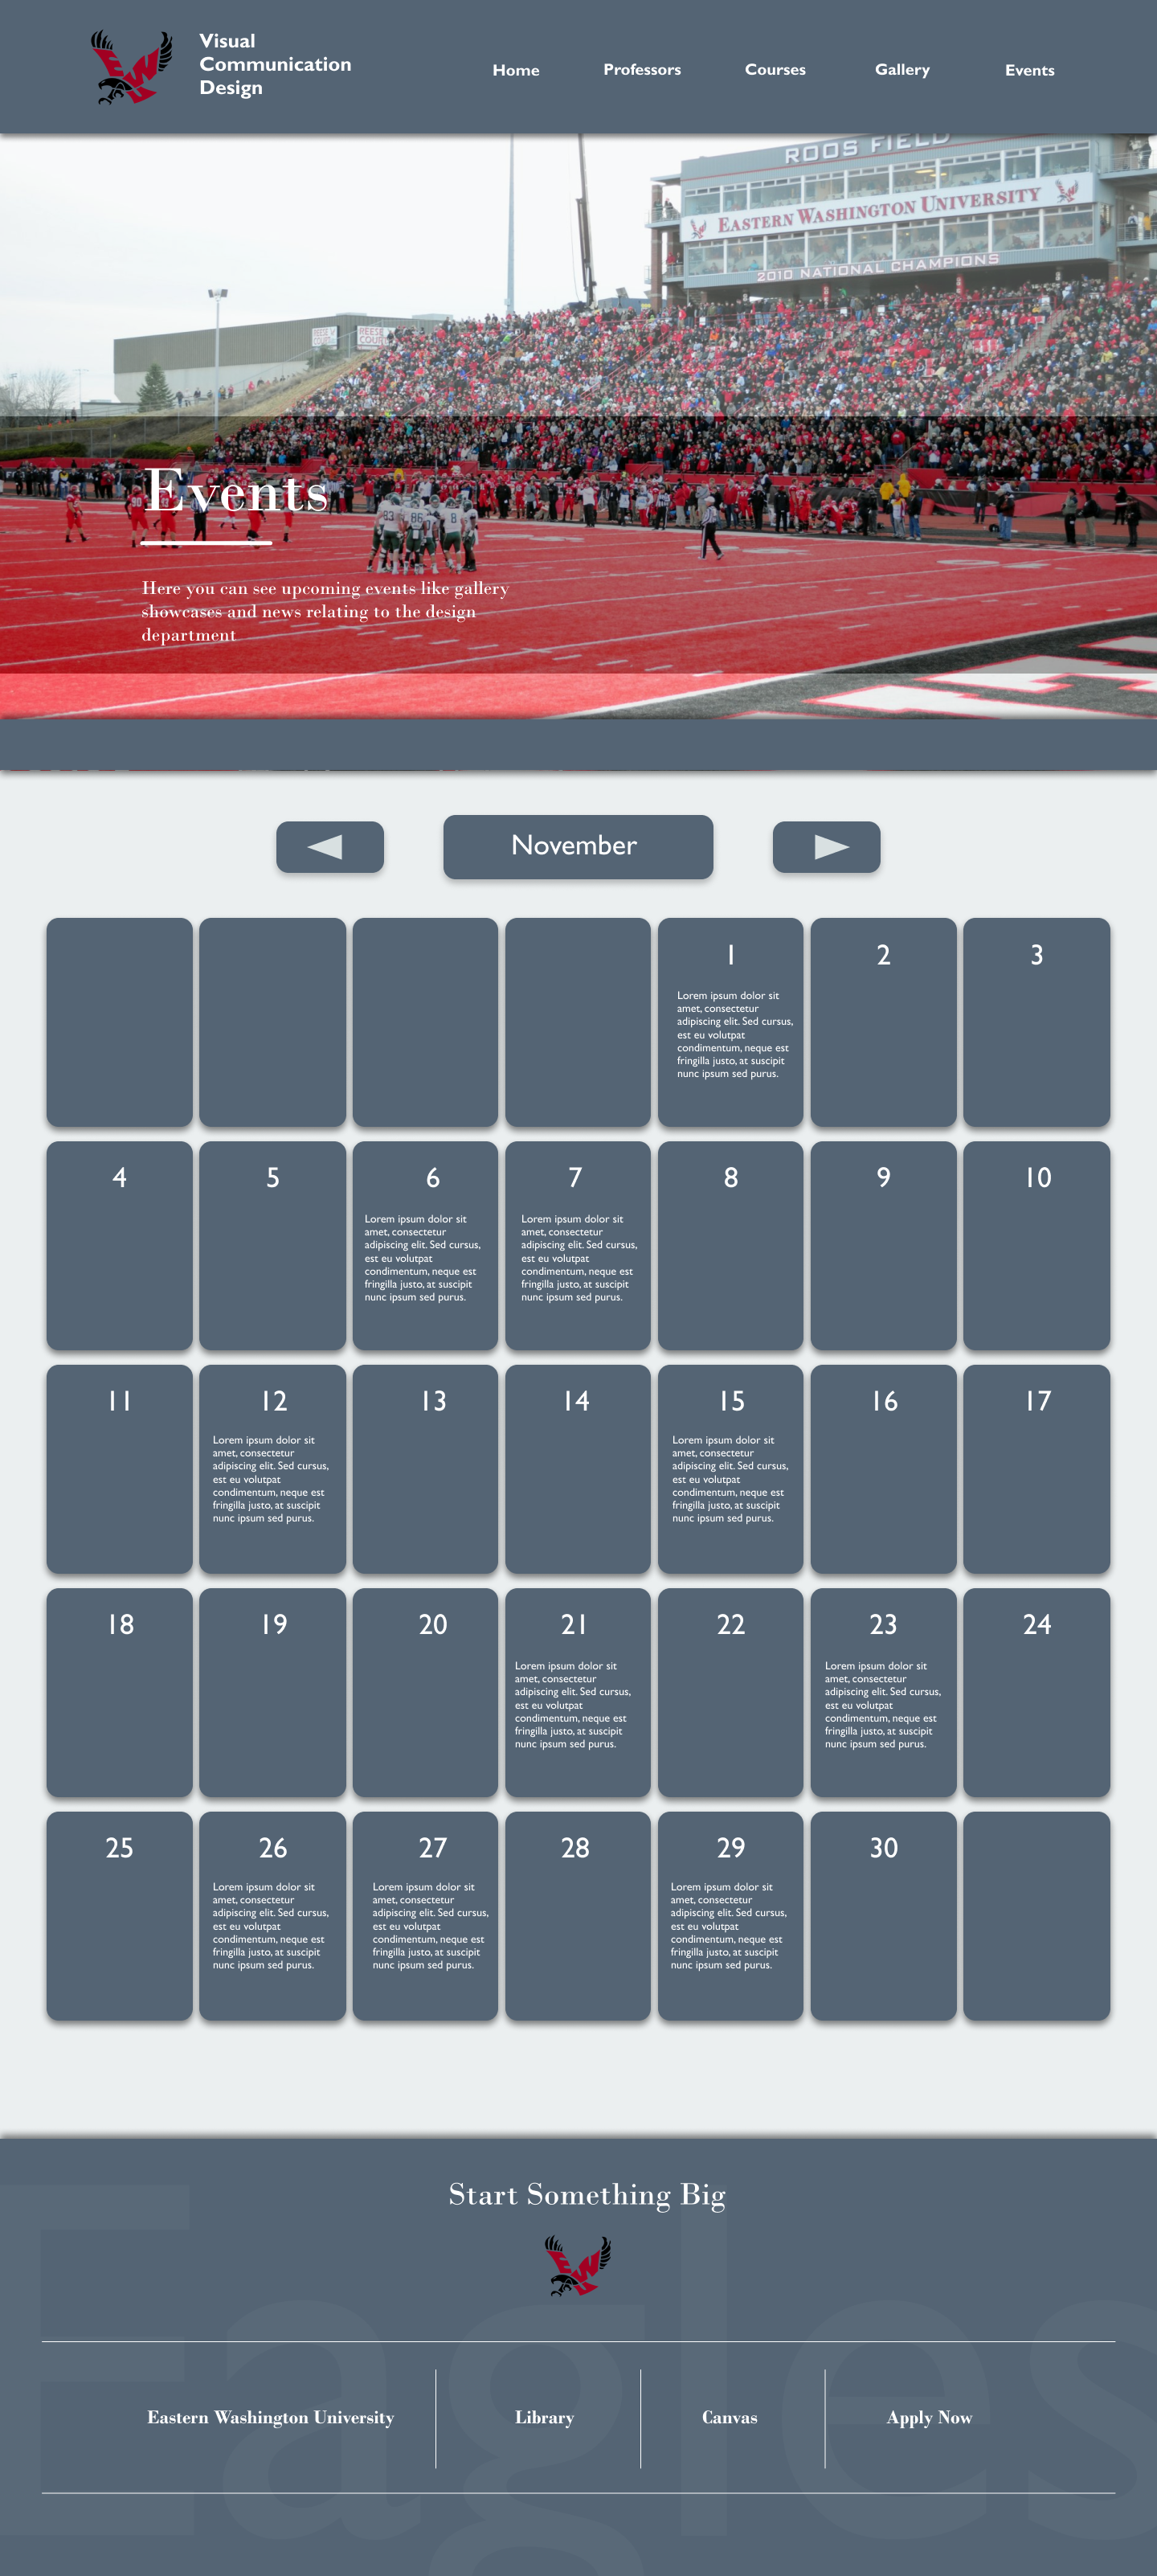 Visual
Communication
Design
Home Professors Courses Gallery Events
ROOS FIELD
EASTERN WASHINGTON UNIVERSITY
2010 NATIONAL CHAMPIONS
REESE
COURT
83 86 8
Events
Here you can see upcoming events like gallery
showcases and news relating to the design
department
November
1 2 3
Lorem ipsum dolor sit
amet, consectetur
adipiscing elit. Sed cursus,
est eu volutpat
condimentum, neque est
fringilla justo, at suscipit
nunc ipsum sed purus.
4 5 6 7 8 9 10
Lorem ipsum dolor sit
amet, consectetur
adipiscing elit. Sed cursus,
est eu volutpat
condimentum, neque est
fringilla justo, at suscipit
nunc ipsum sed purus.
Lorem ipsum dolor sit
amet, consectetur
adipiscing elit. Sed cursus,
est eu volutpat
condimentum, neque est
fringilla justo, at suscipit
nunc ipsum sed purus.
11 12 13 14 15 16 17
Lorem ipsum dolor sit
amet, consectetur
adipiscing elit. Sed cursus,
est eu volutpat
condimentum, neque est
fringilla justo, at suscipit
nunc ipsum sed purus.
Lorem ipsum dolor sit
amet, consectetur
adipiscing elit. Sed cursus,
est eu volutpat
condimentum, neque est
fringilla justo, at suscipit
nunc ipsum sed purus.
18 19 20 21 22 23 24
Lorem ipsum dolor sit
amet, consectetur
adipiscing elit. Sed cursus,
est eu volutpat
condimentum, neque est
fringilla justo, at suscipit
nunc ipsum sed purus.
Lorem ipsum dolor sit
amet, consectetur
adipiscing elit. Sed cursus,
est eu volutpat
condimentum, neque est
fringilla justo, at suscipit
nunc ipsum sed purus.
25 26 27 28 29 30
Lorem ipsum dolor sit
amet, consectetur
adipiscing elit. Sed cursus,
est eu volutpat
condimentum, neque est
fringilla justo, at suscipit
nunc ipsum sed purus.
Lorem ipsum dolor sit
amet, consectetur
adipiscing elit. Sed cursus,
est eu volutpat
condimentum, neque est
fringilla justo, at suscipit
nunc ipsum sed purus.
Lorem ipsum dolor sit
amet, consectetur
adipiscing elit. Sed cursus,
est eu volutpat
condimentum, neque est
fringilla justo, at suscipit
nunc ipsum sed purus.
Start Something Big
Eagles
Eastern Washington University Library Canvas Apply Now